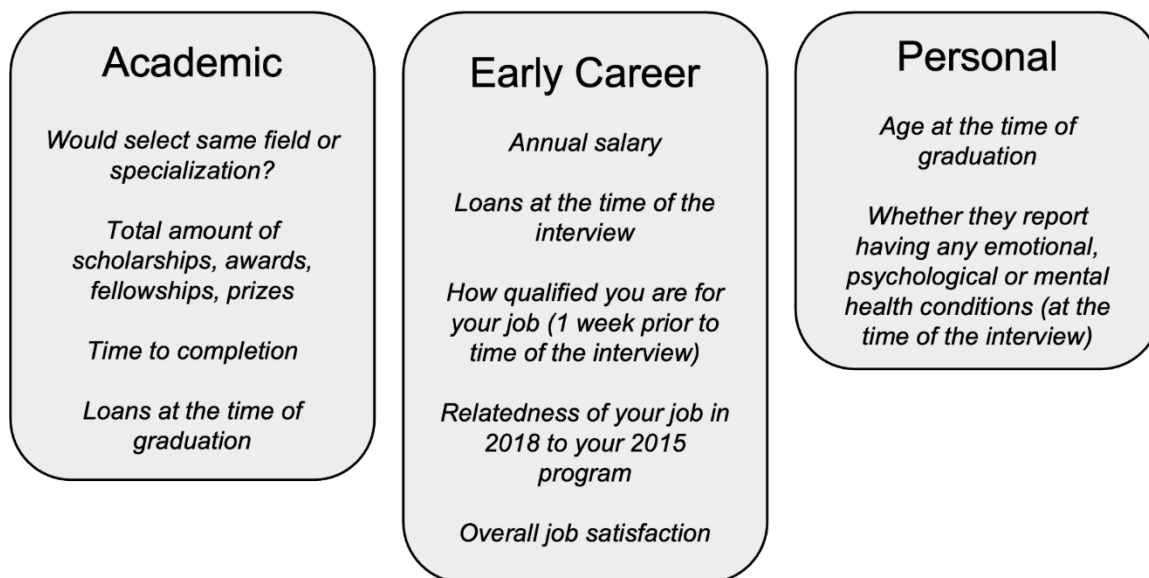 Academic
Would select same field or
specialization?
Total amount of
scholarships, awards,
fellowships, prizes
Time to completion
Loans at the time of
graduation
Early Career
Annual salary
Loans at the time of the
interview
How qualified you are for
your job (1 week prior to
time of the interview)
Relatedness of your job in
2018 to your 2015
program
Overall job satisfaction
Personal
Age at the time of
graduation
Whether they report
having any emotional,
psychological or mental
health conditions (at the
time of the interview)